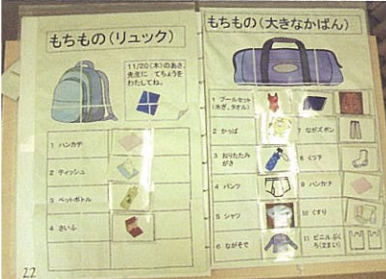 もちもの(リュック)
11/20(木)のあさ、
先生に てちょうを
わたしてね。
1 ハンカチ
2 ティッシュ
3 ペットボトル
4 さいふ
22
もちもの(大きなかばん)
1 プールセット
(水ぎ、タオル)
2 かっぱ
3 おりたたみ
がさ
4 パンツ
5 シャツ
6 ながそで
7 ながズボン
8 くつ下
9 ハンカチ
10 くすり
11 ビニルぶく
ろ(2まい)